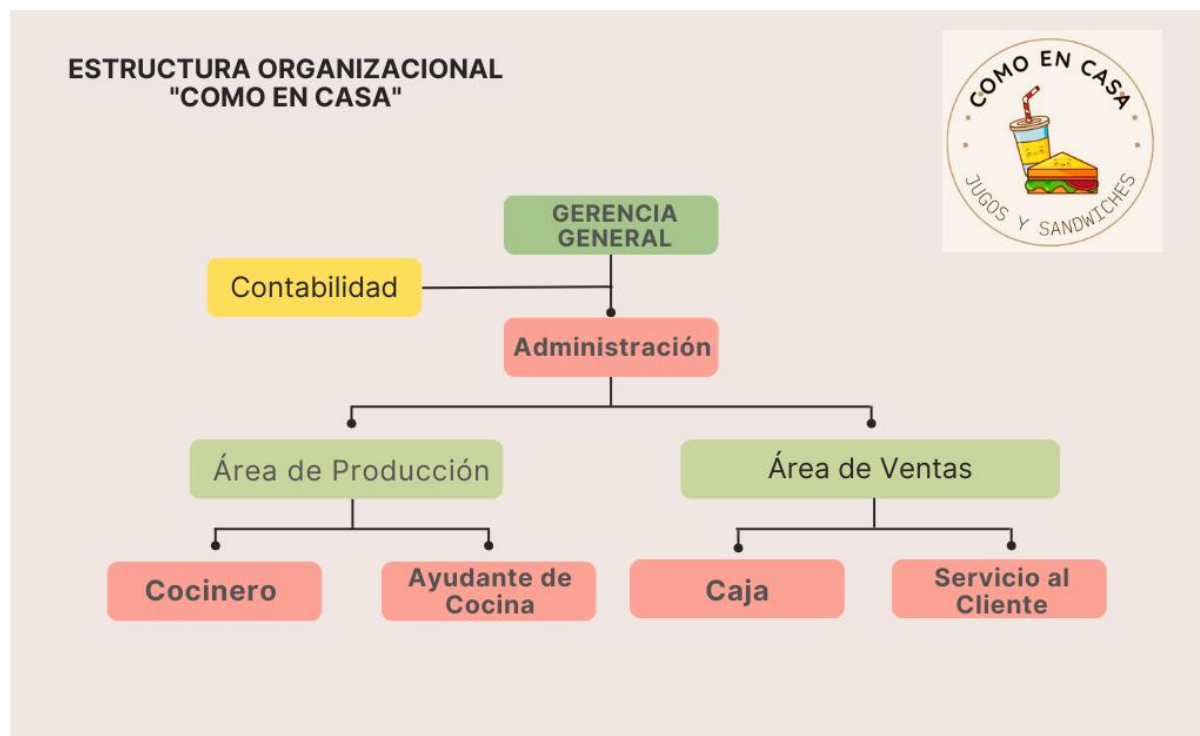 ESTRUCTURA ORGANIZACIONAL
"COMO EN CASA"
COMO EN CASA
JUGOS Y SANDWICHES
GERENCIA
GENERAL
Contabilidad
Administración
Área de Producción
Área de Ventas
Cocinero
Ayudante de
Cocina
Caja
Servicio al
Cliente